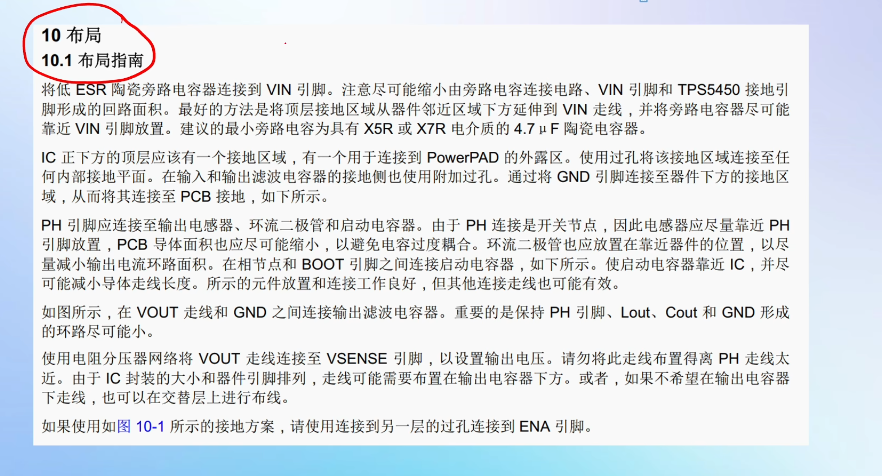 10 布局
10.1 布局指南
将低 ESR 陶瓷旁路电容器连接到 VIN 引脚。注意尽可能缩小由旁路电容连接电路、VIN 引脚和 TPS5450 接地引
脚形成的回路面积。最好的方法是将顶层接地区域从器件邻近区域下方延伸到 VIN 走线，并将旁路电容器尽可能
靠近 VIN 引脚放置。建议的最小旁路电容为具有 X5R 或 X7R 电介质的 4.7 μF 陶瓷电容器。
IC 正下方的顶层应该有一个接地区域，有一个用于连接到 PowerPAD 的外露区。使用过孔将该接地区域连接至任
何内部接地平面。在输入和输出滤波电容器的接地侧也使用附加过孔。通过将 GND 引脚连接至器件下方的接地区
域，从而将其连接至 PCB 接地，如下所示。
PH 引脚应连接至输出电感器、环流二极管和启动电容器。由于 PH 连接是开关节点，因此电感器应尽量靠近 PH
引脚放置，PCB 导体面积也应尽可能缩小，以避免电容过度耦合。环流二极管也应放置在靠近器件的位置，以尽
量减小输出电流环路面积。在相节点和 BOOT 引脚之间连接启动电容器，如下所示。使启动电容器靠近 IC，并尽
可能减小导体走线长度。所示的元件放置和连接工作良好，但其他连接走线也可能有效。
如图所示，在 VOUT 走线和 GND 之间连接输出滤波电容器。重要的是保持 PH 引脚、Lout、Cout 和 GND 形成
的环路尽可能小。
使用电阻分压器网络将 VOUT 走线连接至 VSENSE 引脚，以设置输出电压。请勿将此走线布置得离 PH 走线太
近。由于 IC 封装的大小和器件引脚排列，走线可能需要布置在输出电容器下方。或者，如果不希望在输出电容器
下走线，也可以在交替层上进行布线。
如果使用如图 10-1 所示的接地方案，请使用连接到另一层的过孔连接到 ENA 引脚。